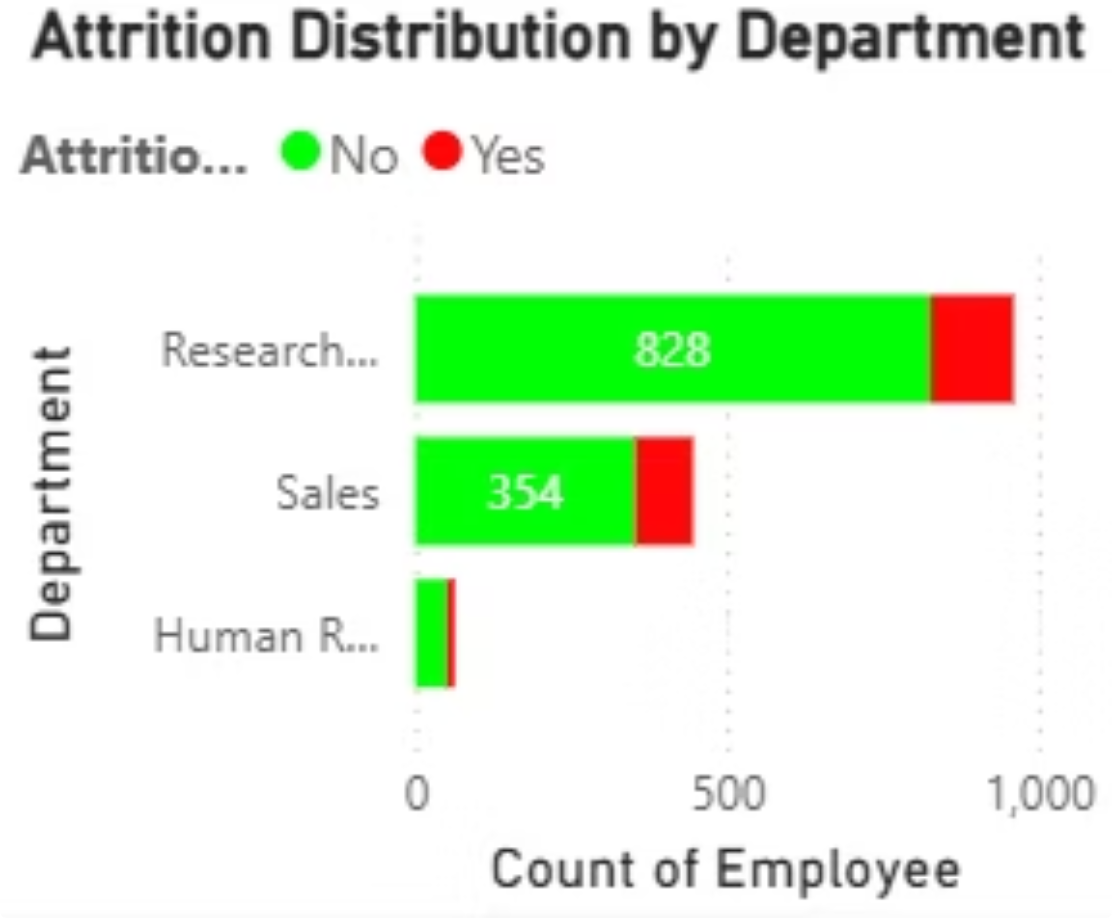 Attrition Distribution by Department
Attritio... No Yes
Department
Research...
828
Sales
354
Human R...
0 500 1,000
Count of Employee